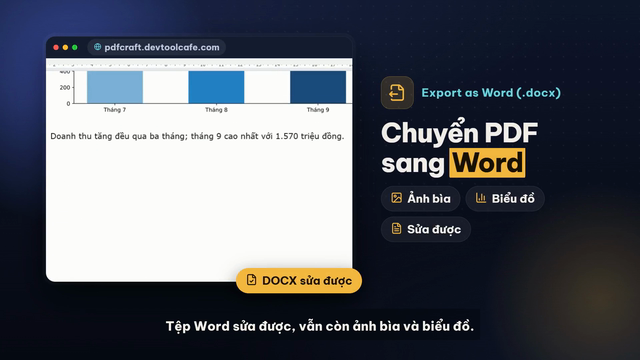 pdfcraft.devtoolcafe.com
400
200
0
Tháng 7
Tháng 8
Tháng 9
Doanh thu tăng đều qua ba tháng; tháng 9 cao nhất với 1.570 triệu đồng.
DOCX sửa được
Export as Word (.docx)
Chuyển PDF
sang Word
Ảnh bìa
Biểu đồ
Sửa được
Tệp Word sửa được, vẫn còn ảnh bìa và biểu đồ.